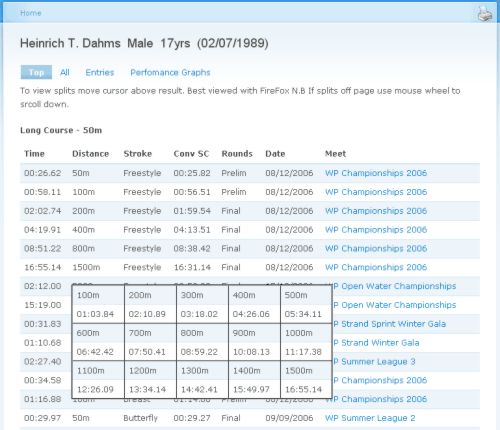 Home
Heinrich T. Dahms Male 17yrs (02/07/1989)
Top All Entries Perfomance Graphs
To view splits move cursor above result. Best viewed with FireFox N.B If splits off page use mouse wheel to
srcoll down.
Long Course - 50m
Time Distance Stroke Conv SC Rounds Date Meet
00:26.62 50m Freestyle 00:25.82 Prelim 08/12/2006 WP Championships 2006
00:58.11 100m Freestyle 00:56.51 Prelim 08/12/2006 WP Championships 2006
02:02.74 200m Freestyle 01:59.54 Final 08/12/2006 WP Championships 2006
04:19.91 400m Freestyle 04:13.51 Final 08/12/2006 WP Championships 2006
08:51.22 800m Freestyle 08:38.42 Final 08/12/2006 WP Championships 2006
16:55.14 1500m Freestyle 16:31.14 Final 08/12/2006 WP Championships 2006
02:12.00 WP Open Water Championships
100m 200m 300m 400m 500m
15:19.00 WP Open Water Championships
01:03.84 02:10.89 03:18.02 04:26.06 05:34.11
00:31.83 WP Strand Sprint Winter Gala
600m 700m 800m 900m 1000m
01:10.68 WP Strand Winter Gala
06:42.42 07:50.41 08:59.22 10:08.13 11:17.38
02:27.40 WP Summer League 3
1100m 1200m 1300m 1400m 1500m
00:34.58 WP Championships 2006
12:26.09 13:34.14 14:42.41 15:49.97 16:55.14
01:16.88 100m Breast 01:14.88 Final WP Championships 2006
00:29.97 50m Butterfly 00:29.27 Final 09/09/2006 WP Summer League 2